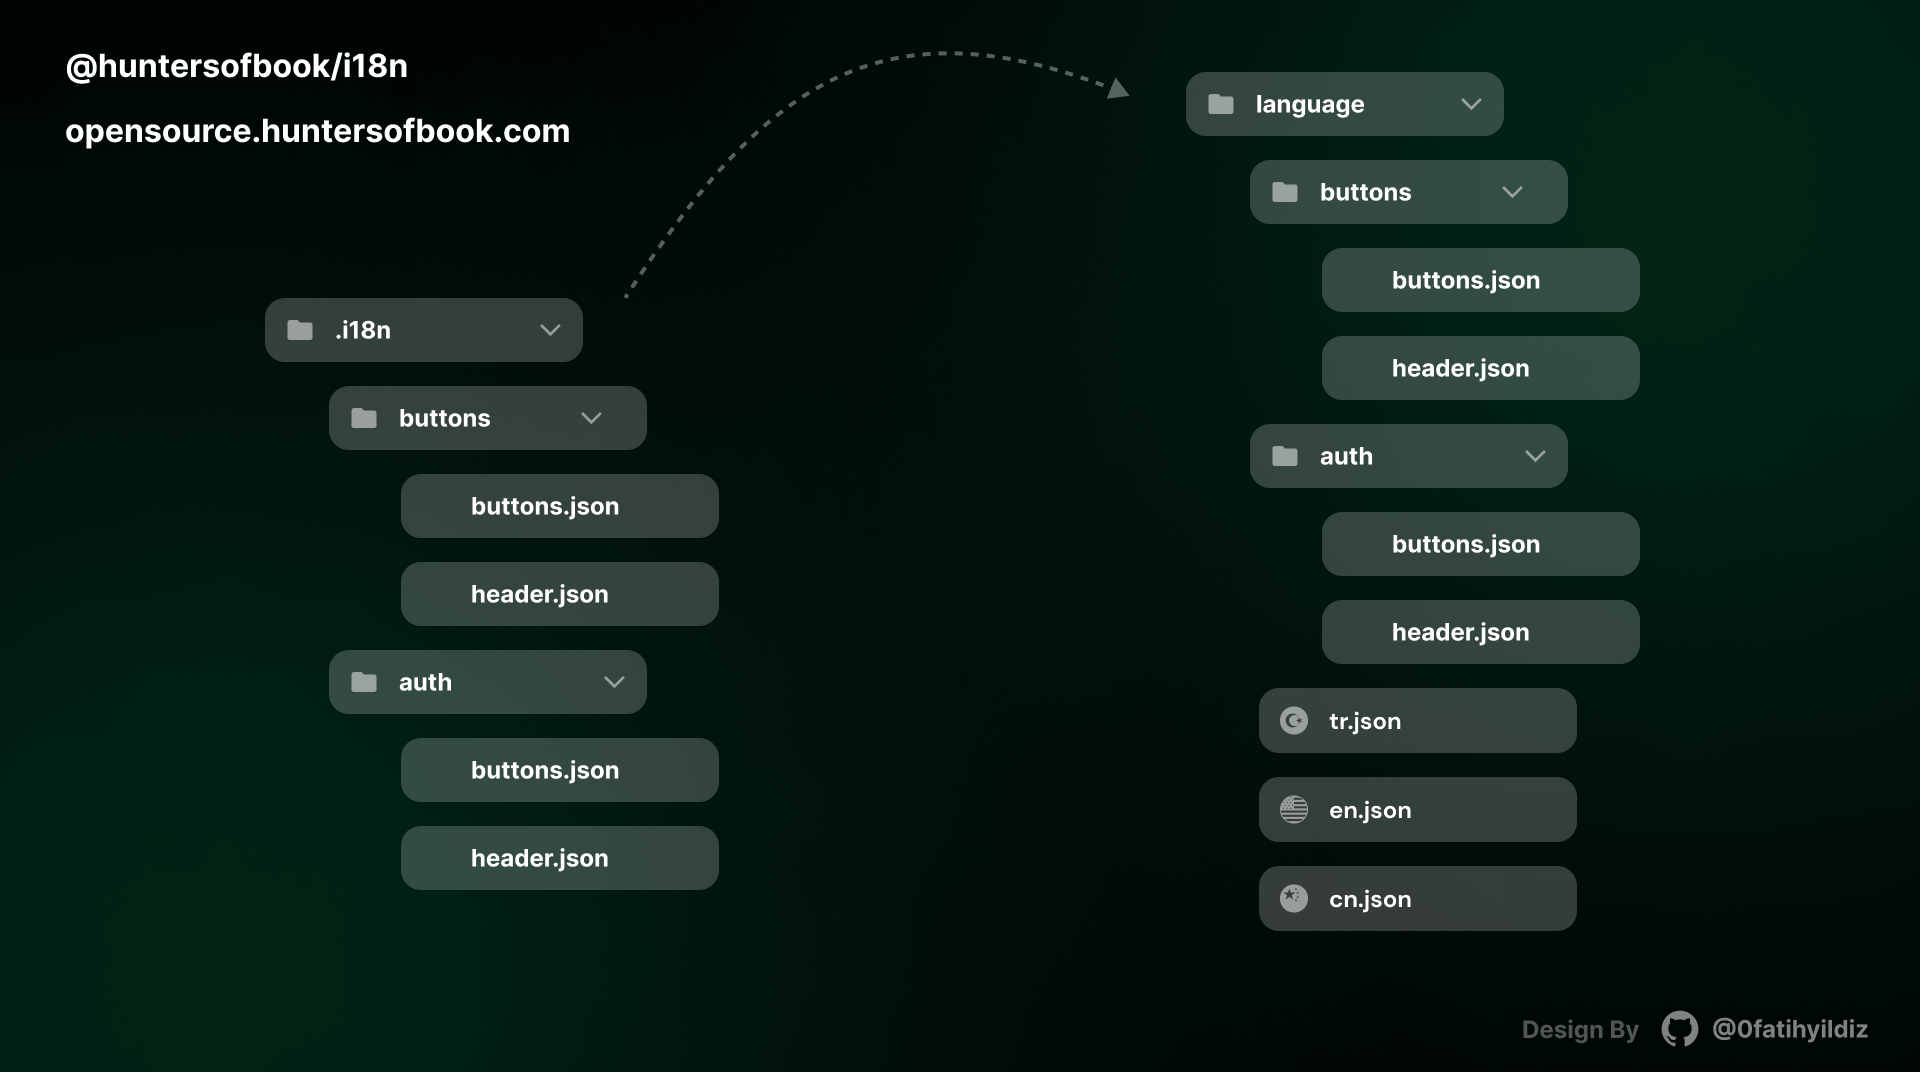 @huntersofbook/i18n
opensource.huntersofbook.com
.i18n
buttons
buttons.json
header.json
auth
buttons.json
header.json
language
buttons
buttons.json
header.json
auth
buttons.json
header.json
tr.json
en.json
cn.json
Design By @0fatihyildiz